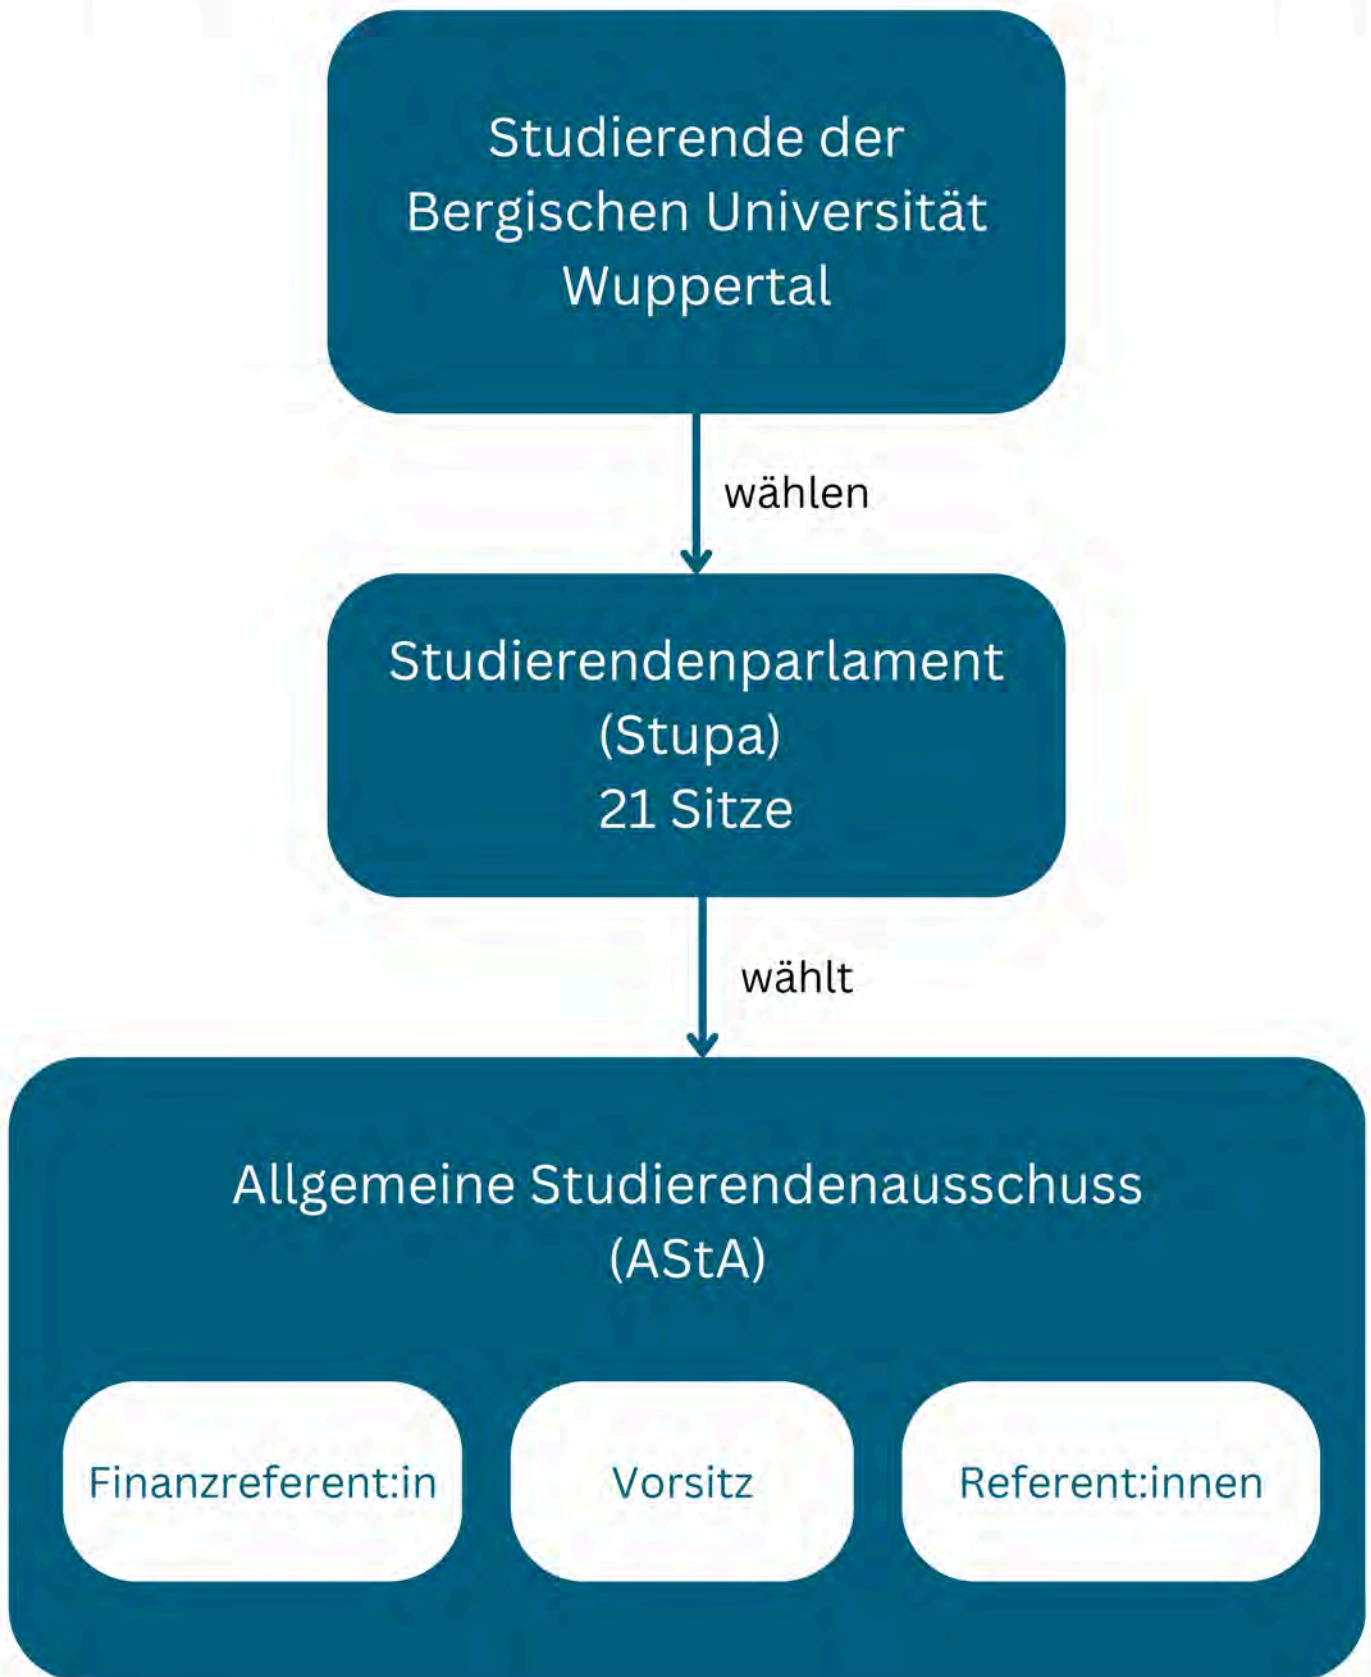 Studierende der
Bergischen Universität
Wuppertal
wählen
Studierendenparlament
(Stupa)
21 Sitze
wählt
Allgemeine Studierendenausschuss
(AStA)
Finanzreferent:in
Vorsitz
Referent:innen